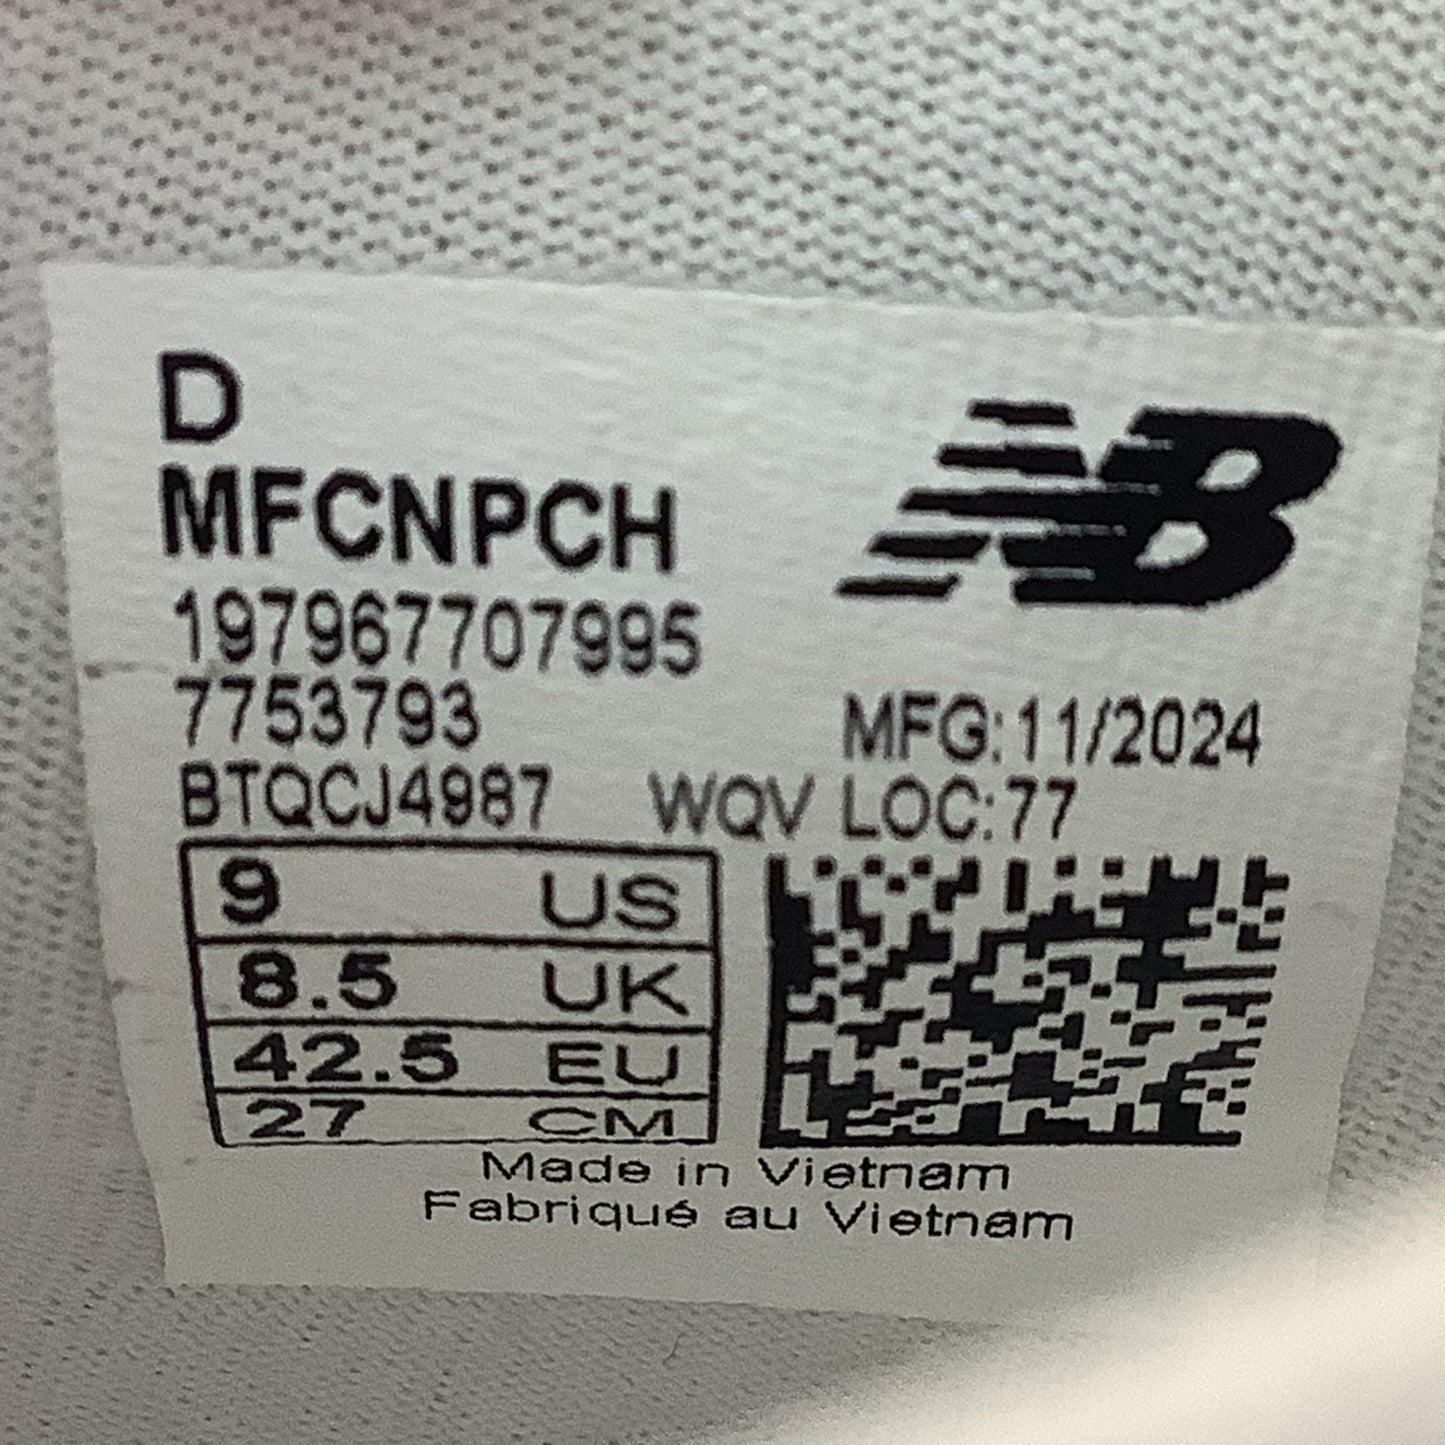 D
MFCNPCH
NB
197967707995
7753793
MFG:11/2024
BTQCJ4987 WQV LOC:77
9 US
8.5 UK
42.5 EU
27 CM
Made in Vietnam
Fabriqué au Vietnam